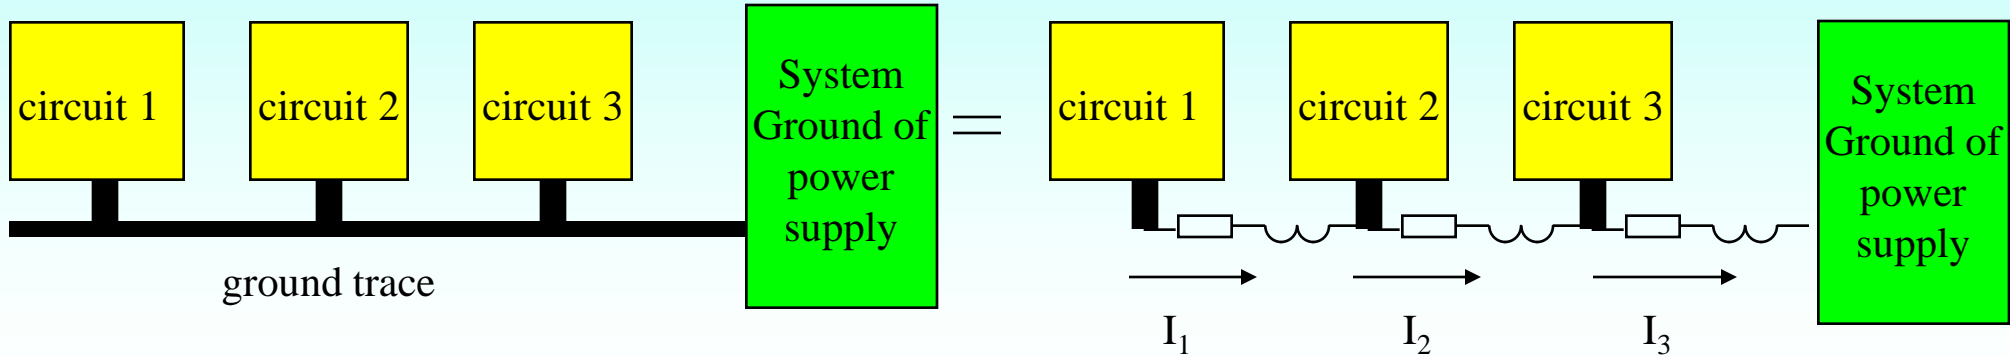 circuit 1
circuit 2
circuit 3
System
Ground of
power
supply
ground trace
=
circuit 1
circuit 2
circuit 3
System
Ground of
power
supply
I₁
I₂
I₃